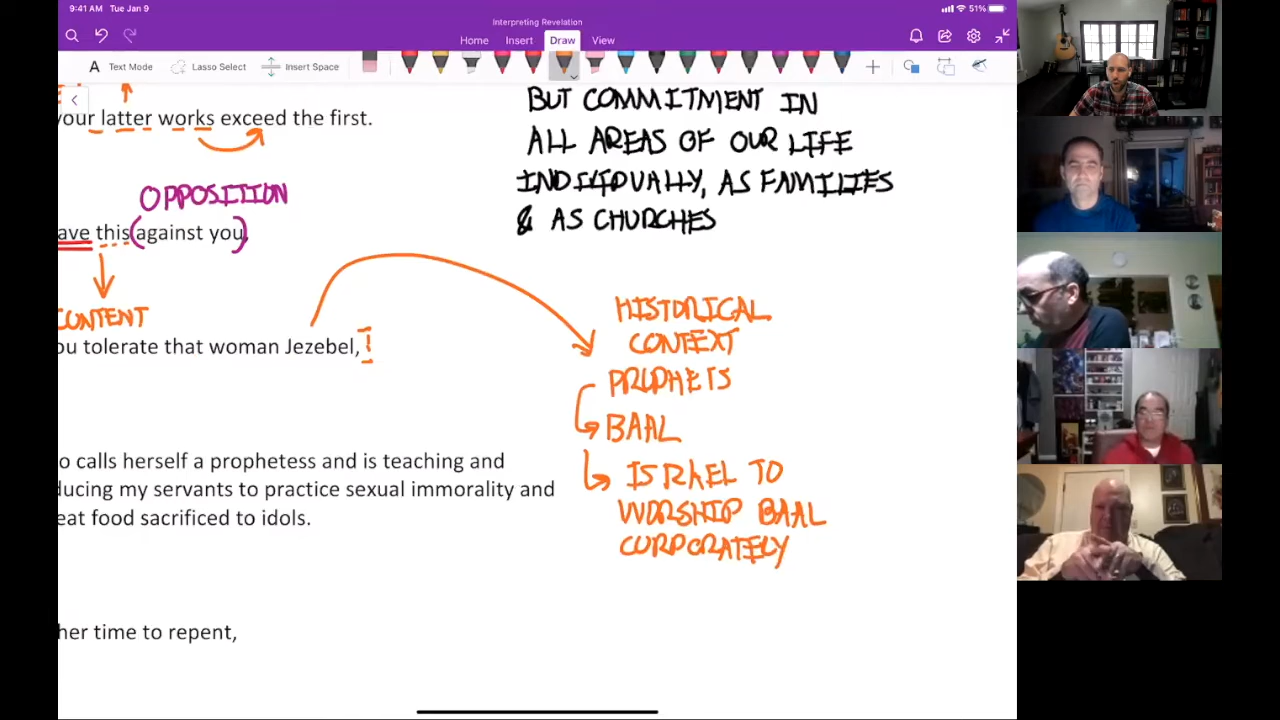 9:41 AM Tue Jan 9
51%
Interpreting Revelation
Home Insert Draw View
Text Mode
Lasso Select
Insert Space
BUT COMMITMENT IN
your latter works exceed the first.
ALL AREAS OF OUR LIFE
INDIVIDUALLY, AS FAMILIES
OPPOSITION
& AS CHURCHES
ave this (against you),
HISTORICAL
CONTENT
CONTEXT
ou tolerate that woman Jezebel, !
PROPHETS
BAAL
o calls herself a prophetess and is teaching and
ISRAEL TO
ducing my servants to practice sexual immorality and
WORSHIP BAAL
eat food sacrificed to idols.
CORPORATELY
her time to repent,